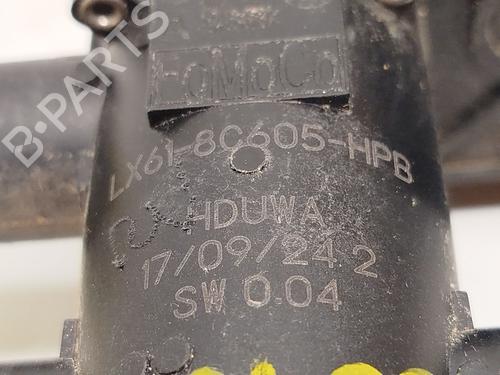 FoMoCo
LX61-8C605-HPB
HDUWA
17/09/24 2
SW 0.04
B-PARTS